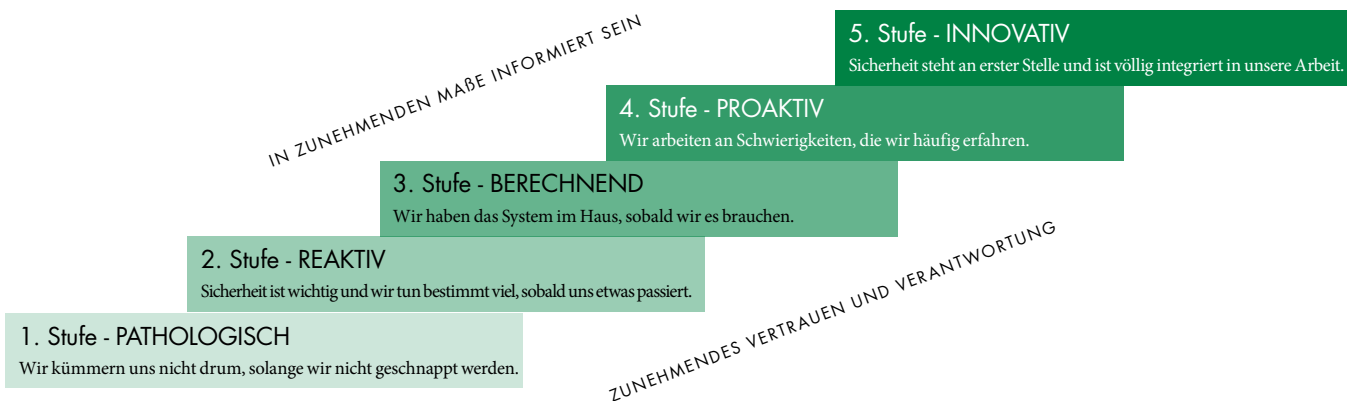 IN ZUNEHMENDEN MAßE INFORMIERT SEIN
5. Stufe - INNOVATIV
Sicherheit steht an erster Stelle und ist völlig integriert in unsere Arbeit.
4. Stufe - PROAKTIV
Wir arbeiten an Schwierigkeiten, die wir häufig erfahren.
3. Stufe - BERECHNEND
Wir haben das System im Haus, sobald wir es brauchen.
2. Stufe - REAKTIV
Sicherheit ist wichtig und wir tun bestimmt viel, sobald uns etwas passiert.
1. Stufe - PATHOLOGISCH
Wir kümmern uns nicht drum, solange wir nicht geschnappt werden.
ZUNEHMENDES VERTRAUEN UND VERANTWORTUNG